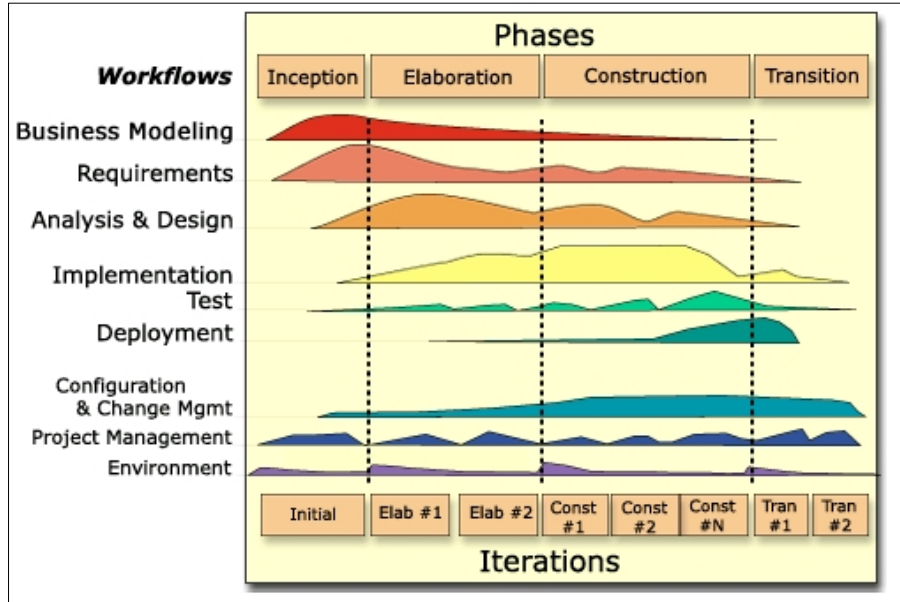 Phases
Workflows
Inception
Elaboration
Construction
Transition
Business Modeling
Requirements
Analysis & Design
Implementation
Test
Deployment
Configuration
& Change Mgmt
Project Management
Environment
Initial
Elab #1
Elab #2
Const
#1
Const
#2
Const
#N
Tran
#1
Tran
#2
Iterations